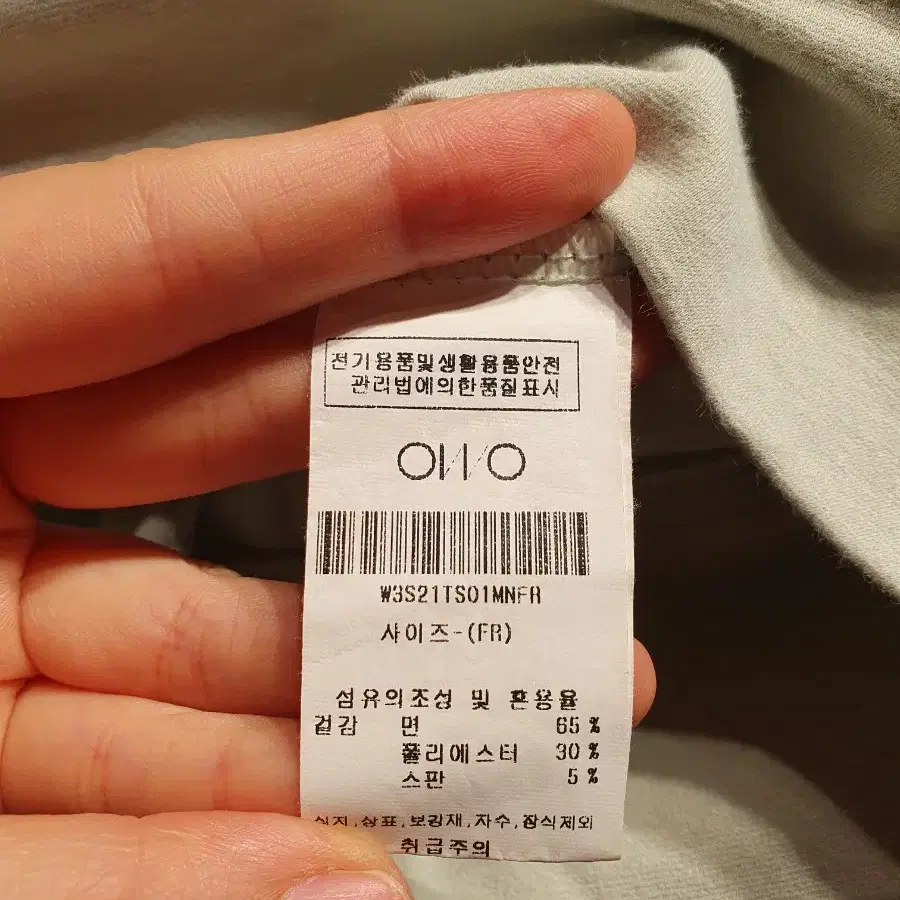 전기용품및생활용품안전
관리법에의한품질표시
OVVO
W3S21TS01MNFR
사이즈-(FR)
섬유의조성 및 혼용율
겉감 면 65 %
폴리에스터 30 %
스판 5 %
심지,상표,보강재,자수,장식제외
취급주의